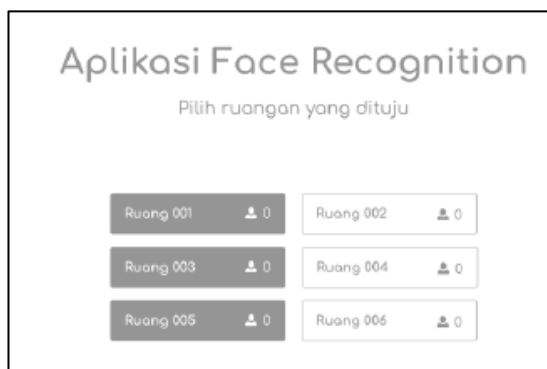 Aplikasi Face Recognition
Pilih ruangan yang dituju
Ruang 001 0
Ruang 002 0
Ruang 003 0
Ruang 004 0
Ruang 005 0
Ruang 006 0